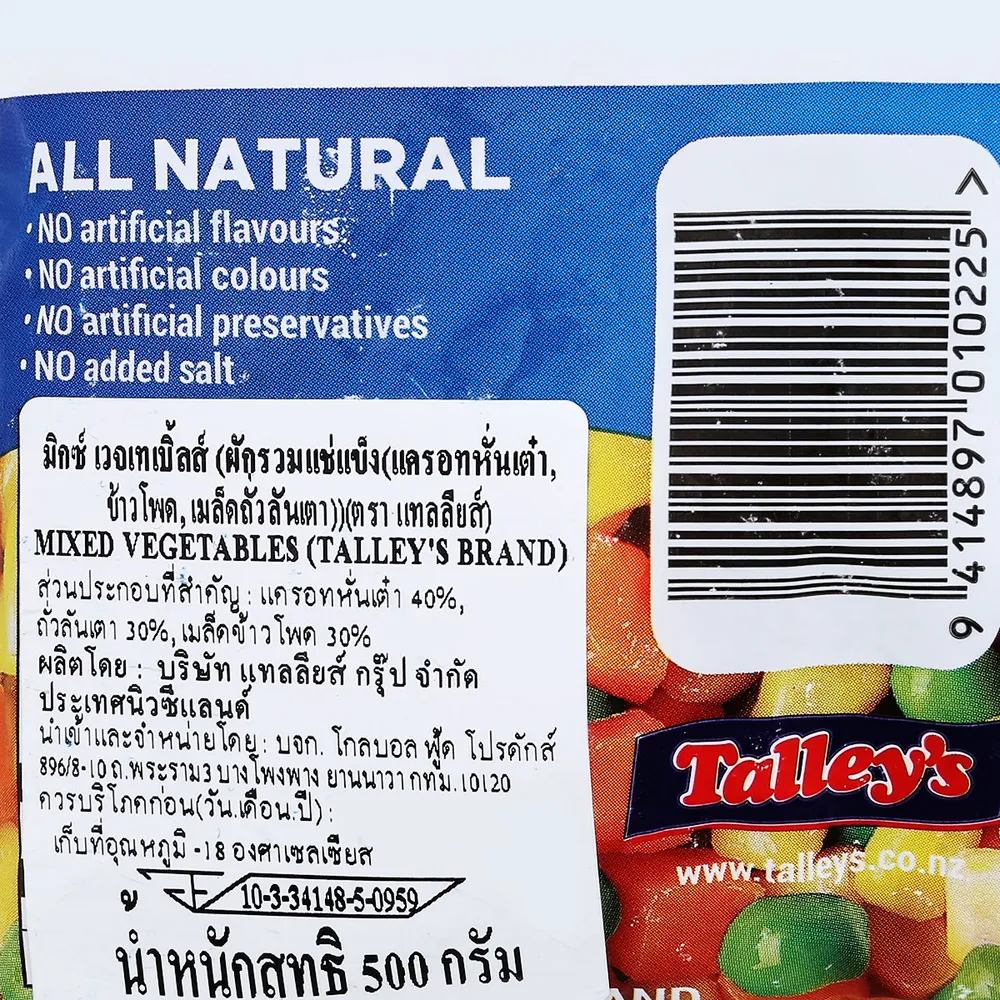 ALL NATURAL
• NO artificial flavours
• NO artificial colours
• NO artificial preservatives
• NO added salt
มิกซ์ เวจเทเบิ้ลส์ (ผักรวมแช่แข็ง(แครอทหั่นเต๋า,
ข้าวโพด, เมล็ดถั่วลันเตา))(ตรา แทลลียส์)
MIXED VEGETABLES (TALLEY'S BRAND)
ส่วนประกอบที่สำคัญ : แครอทหั่นเต๋า 40%,
ถั่วลันเตา 30%, เมล็ดข้าวโพด 30%
ผลิตโดย : บริษัท แทลลียส์ กรุ๊ป จำกัด
ประเทศนิวซีแลนด์
นำเข้าและจำหน่ายโดย : บจก. โกลบอล ฟู้ด โปรดักส์
896/8-10 ถ.พระราม3 บางโพงพาง ยานนาวา กทม. 10120
ควรบริโภคก่อน(วัน.เดือน.ปี) :
เก็บที่อุณหภูมิ -18 องศาเซลเซียส
10-3-34148-5-0959
น้ำหนักสุทธิ 500 กรัม
9 414897 010225 >
Talley's
www.talleys.co.nz